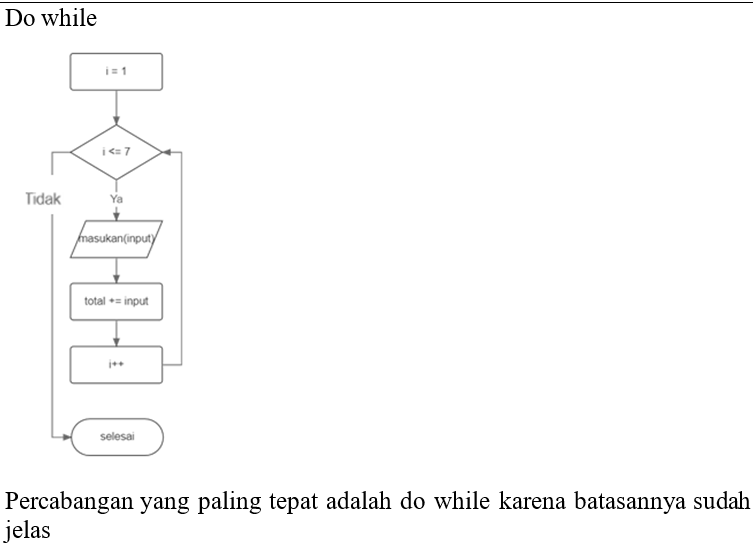 Do while
i = 1
i <= 7
Tidak
Ya
masukan(input)
total += input
i++
selesai
Percabangan yang paling tepat adalah do while karena batasannya sudah
jelas